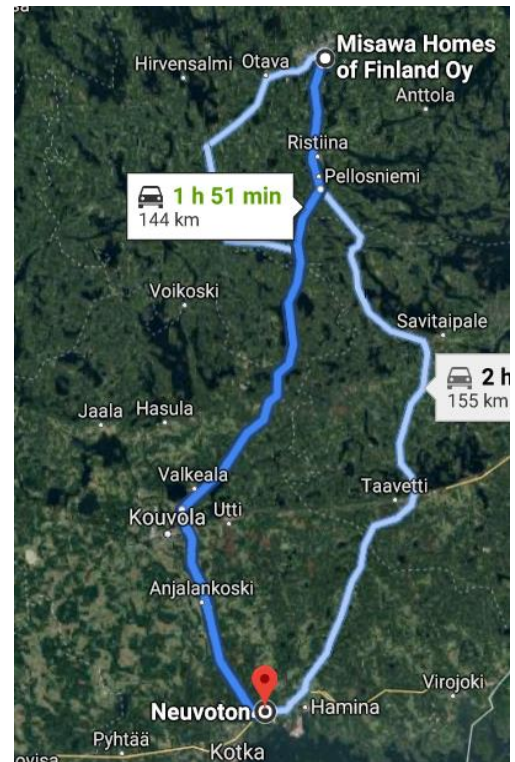 Misawa Homes
of Finland Oy
Hirvensalmi
Otava
Anttola
Ristiina
Pellosniemi
1 h 51 min
144 km
Voikoski
Savitaipale
2 h
155 km
Jaala
Hasula
Valkeala
Taavetti
Kouvola
Utti
Anjalankoski
Virojoki
Neuvoton
Hamina
Pyhtää
Kotka